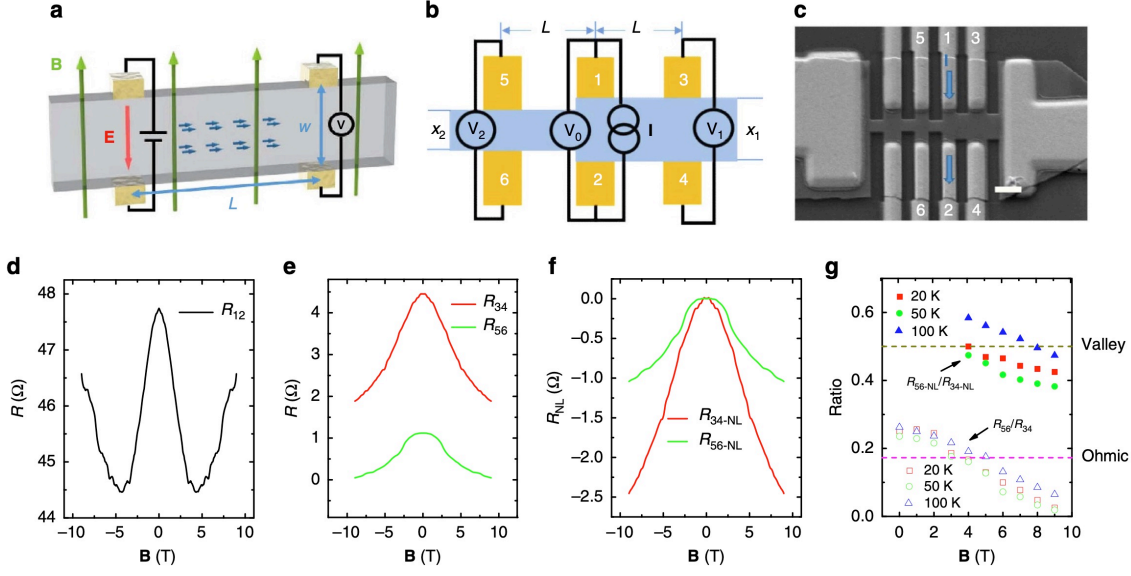 a
B
E
w
V
L
b
L
L
5
1
3
V2
V0
I
V1
x2
x1
6
2
4
c
5
1
3
6
2
4
d
48
47
46
45
44
R (Ω)
R12
−10 −5 0 5 10
B (T)
e
4
3
2
1
0
R (Ω)
R34
R56
−10 −5 0 5 10
B (T)
f
0.0
−0.5
−1.0
−1.5
−2.0
−2.5
RNL (Ω)
R34-NL
R56-NL
−10 −5 0 5 10
B (T)
g
0.6
0.4
0.2
0.0
Ratio
20 K
50 K
100 K
Valley
R56-NL/R34-NL
R56/R34
Ohmic
20 K
50 K
100 K
0 2 4 6 8 10
B (T)